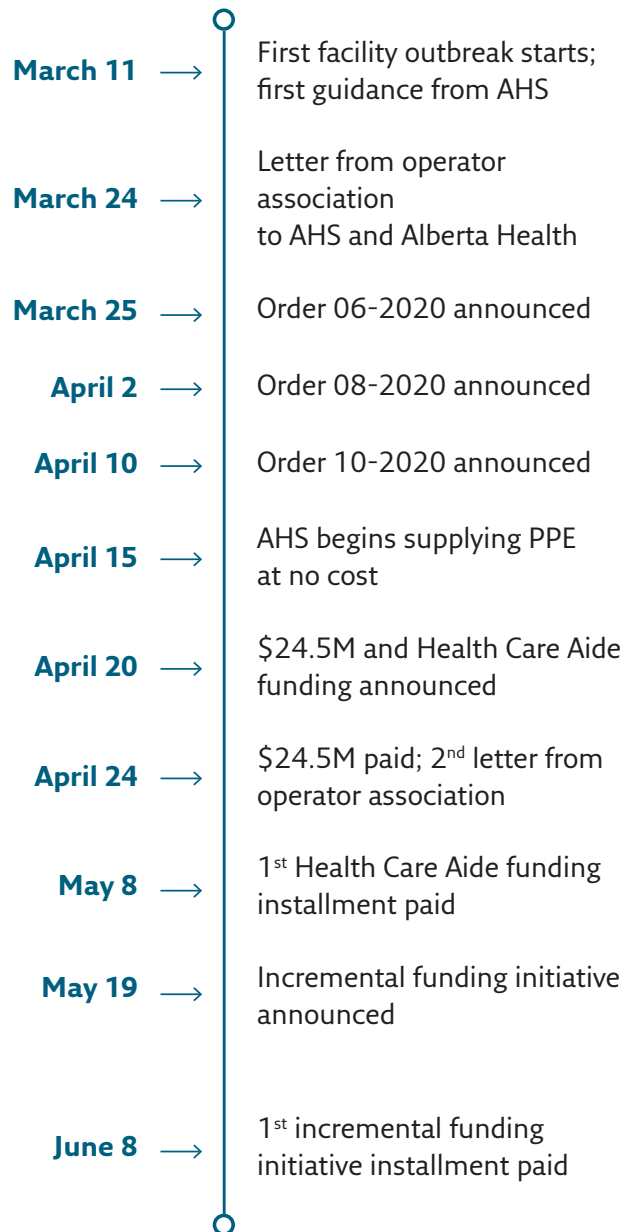 March 11 → First facility outbreak starts;
first guidance from AHS
March 24 → Letter from operator
association
to AHS and Alberta Health
March 25 → Order 06-2020 announced
April 2 → Order 08-2020 announced
April 10 → Order 10-2020 announced
April 15 → AHS begins supplying PPE
at no cost
April 20 → $24.5M and Health Care Aide
funding announced
April 24 → $24.5M paid; 2nd letter from
operator association
May 8 → 1st Health Care Aide funding
installment paid
May 19 → Incremental funding initiative
announced
June 8 → 1st incremental funding
initiative installment paid